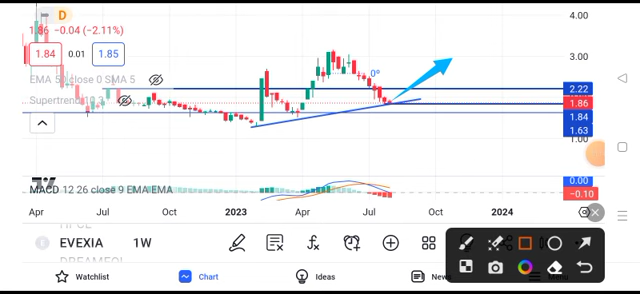 D
4.00
1.86 −0.04 (−2.11%)
1.84 0.01 1.85
3.00
EMA 50 close 0 SMA 5
0º
2.22
Supertrend 10 3
1.86
1.84
1.63
1.00
0.00
MACD 12 26 close 9 EMA EMA
−0.10
Apr Jul Oct 2023 Apr Jul Oct 2024
EVEXIA 1W
Watchlist Chart Ideas News